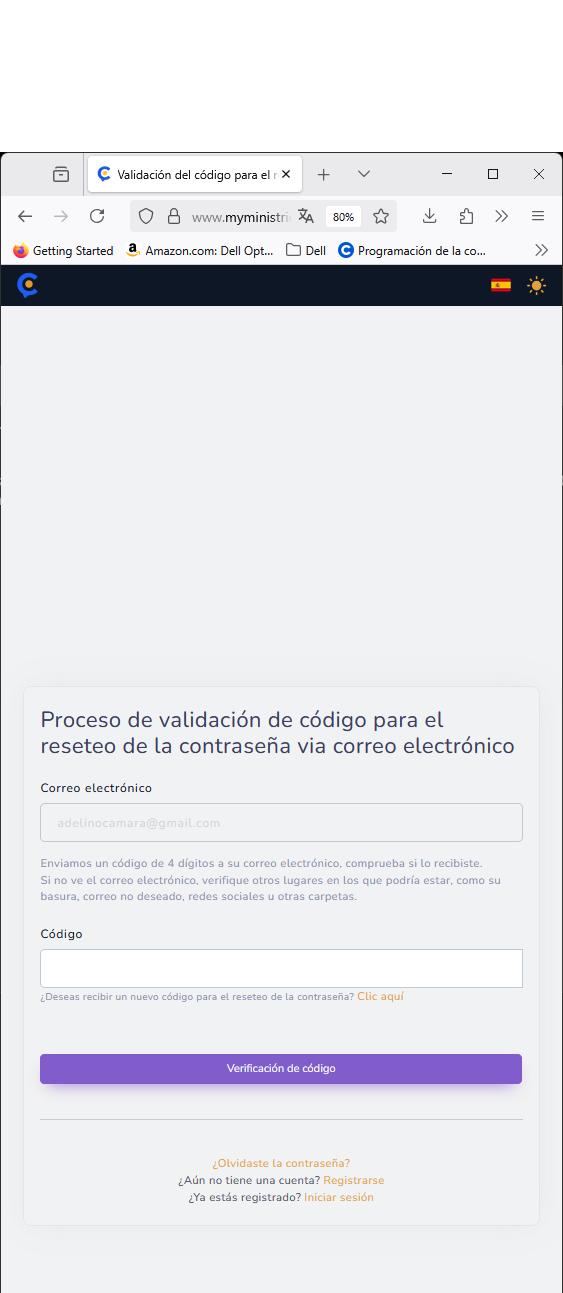 Validación del código para el r
www.myministri
80%
Getting Started
Amazon.com: Dell Opt...
Dell
Programación de la co...
Proceso de validación de código para el
reseteo de la contraseña via correo electrónico
Correo electrónico
adelinocamara@gmail.com
Enviamos un código de 4 dígitos a su correo electrónico, comprueba si lo recibiste.
Si no ve el correo electrónico, verifique otros lugares en los que podría estar, como su
basura, correo no deseado, redes sociales u otras carpetas.
Código
¿Deseas recibir un nuevo código para el reseteo de la contraseña? Clic aquí
Verificación de código
¿Olvidaste la contraseña?
¿Aún no tiene una cuenta? Registrarse
¿Ya estás registrado? Iniciar sesión